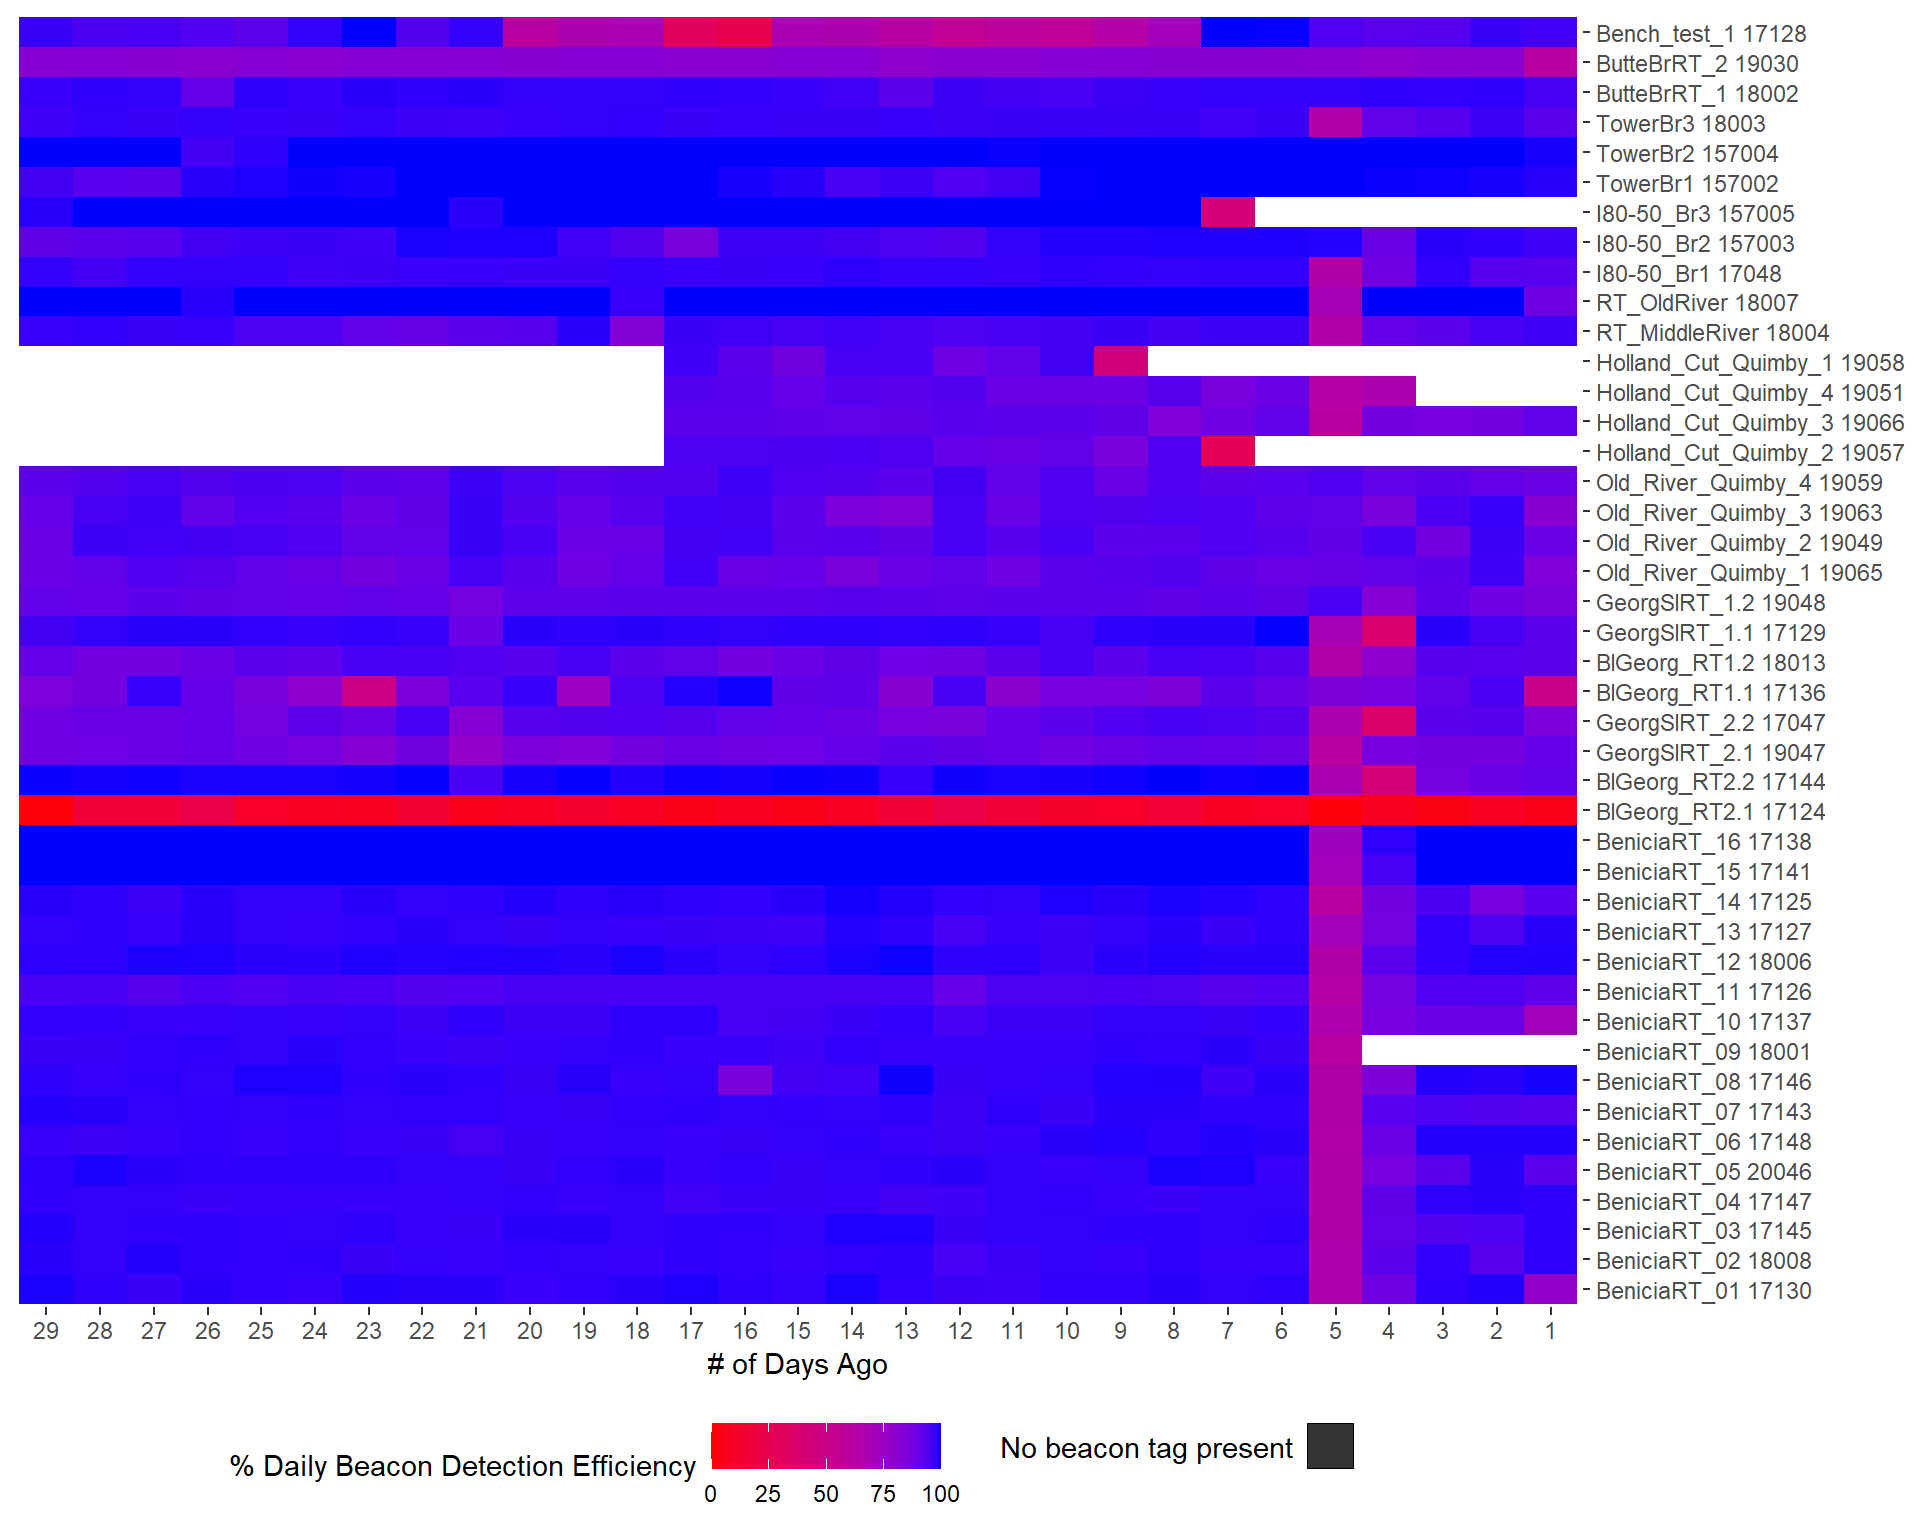 Bench_test_1 17128
ButteBrRT_2 19030
ButteBrRT_1 18002
TowerBr3 18003
TowerBr2 157004
TowerBr1 157002
I80-50_Br3 157005
I80-50_Br2 157003
I80-50_Br1 17048
RT_OldRiver 18007
RT_MiddleRiver 18004
Holland_Cut_Quimby_1 19058
Holland_Cut_Quimby_4 19051
Holland_Cut_Quimby_3 19066
Holland_Cut_Quimby_2 19057
Old_River_Quimby_4 19059
Old_River_Quimby_3 19063
Old_River_Quimby_2 19049
Old_River_Quimby_1 19065
GeorgSlRT_1.2 19048
GeorgSlRT_1.1 17129
BlGeorg_RT1.2 18013
BlGeorg_RT1.1 17136
GeorgSlRT_2.2 17047
GeorgSlRT_2.1 19047
BlGeorg_RT2.2 17144
BlGeorg_RT2.1 17124
BeniciaRT_16 17138
BeniciaRT_15 17141
BeniciaRT_14 17125
BeniciaRT_13 17127
BeniciaRT_12 18006
BeniciaRT_11 17126
BeniciaRT_10 17137
BeniciaRT_09 18001
BeniciaRT_08 17146
BeniciaRT_07 17143
BeniciaRT_06 17148
BeniciaRT_05 20046
BeniciaRT_04 17147
BeniciaRT_03 17145
BeniciaRT_02 18008
BeniciaRT_01 17130
29 28 27 26 25 24 23 22 21 20 19 18 17 16 15 14 13 12 11 10 9 8 7 6 5 4 3 2 1
# of Days Ago
% Daily Beacon Detection Efficiency
0 25 50 75 100
No beacon tag present